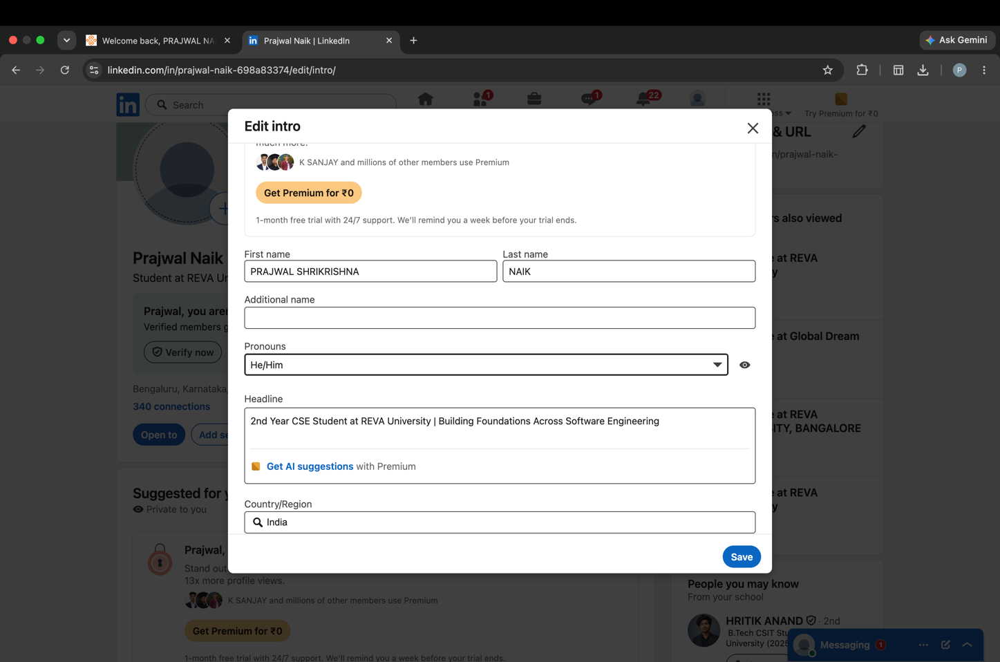 Welcome back, PRAJWAL NA
Prajwal Naik | LinkedIn
Ask Gemini
linkedin.com/in/prajwal-naik-698a83374/edit/intro/
P
in
Search
1
1
22
ess
Try Premium for ₹0
Edit intro
much more.
K SANJAY and millions of other members use Premium
Get Premium for ₹0
1-month free trial with 24/7 support. We'll remind you a week before your trial ends.
First name
Last name
PRAJWAL SHRIKRISHNA
NAIK
Additional name
Pronouns
He/Him
Headline
2nd Year CSE Student at REVA University | Building Foundations Across Software Engineering
Get AI suggestions with Premium
Country/Region
India
Save
Prajwal Naik
Student at REVA Un
Prajwal, you aren
Verified members g
Verify now
Bengaluru, Karnataka,
340 connections
Open to
Add se
Suggested for y
Private to you
Prajwal,
Stand out
13x more profile views.
K SANJAY and millions of other members use Premium
Get Premium for ₹0
1-month free trial with 24/7 support. We'll remind you a week before your trial ends.
& URL
n/prajwal-naik-
rs also viewed
e at REVA
y
e at Global Dream
e at REVA
ITY, BANGALORE
e at REVA
y
People you may know
From your school
HRITIK ANAND · 2nd
B.Tech CSIT Stu
University (2025
Messaging 1